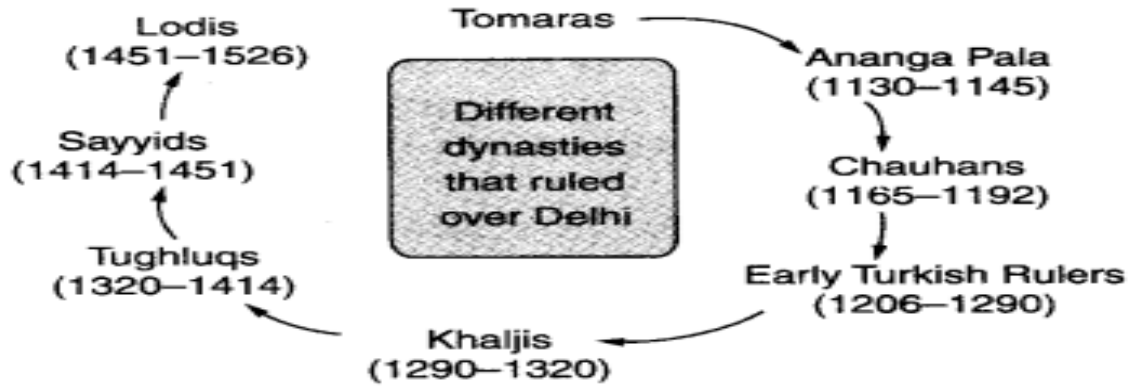 Different
dynasties
that ruled
over Delhi
Tomaras
Ananga Pala
(1130–1145)
Chauhans
(1165–1192)
Early Turkish Rulers
(1206–1290)
Khaljis
(1290–1320)
Tughluqs
(1320–1414)
Sayyids
(1414–1451)
Lodis
(1451–1526)